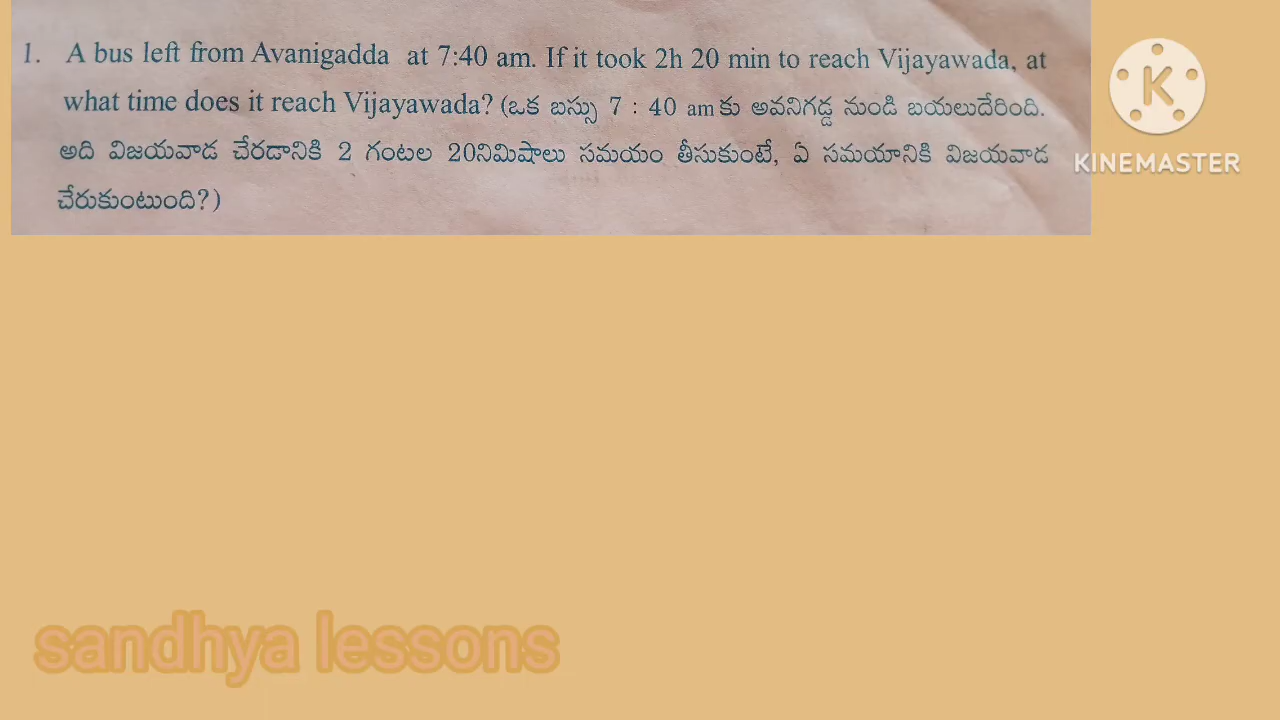 1. A bus left from Avanigadda at 7:40 am. If it took 2h 20 min to reach Vijayawada, at
what time does it reach Vijayawada? (ఒక బస్సు 7 : 40 am కు అవనిగడ్డ నుండి బయలుదేరింది.
అది విజయవాడ చేరడానికి 2 గంటల 20నిమిషాలు సమయం తీసుకుంటే, ఏ సమయానికి విజయవాడ
చేరుకుంటుంది?)
K
KINEMASTER
sandhya lessons